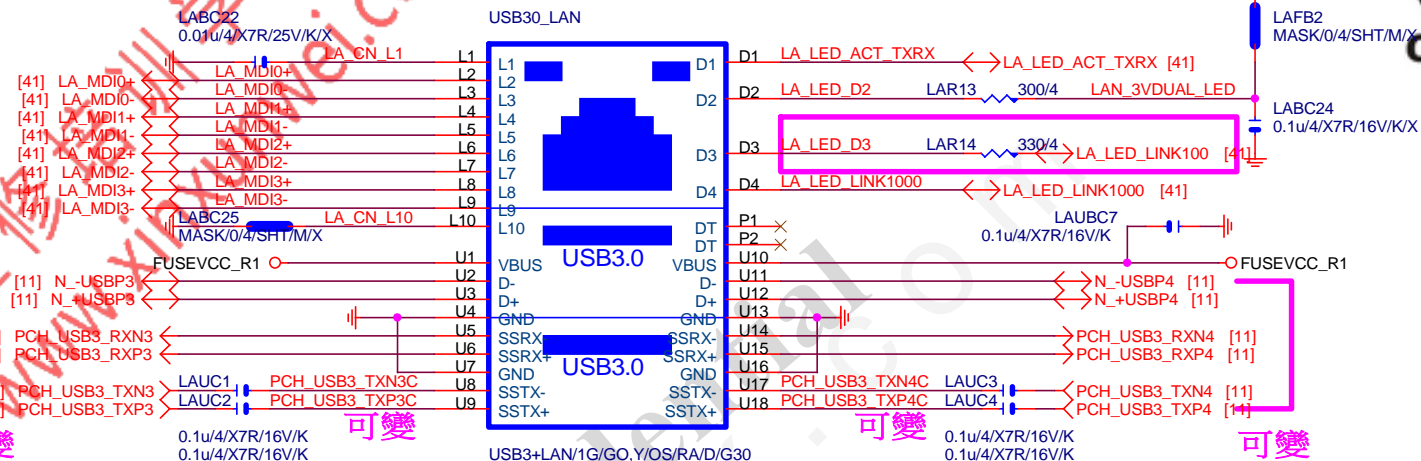 LABC22
0.01u/4/X7R/25V/K/X
USB30_LAN
LAFB2
MASK/0/4/SHT/M/X
LA_CN_L1 L1 L1 D1 D1 LA_LED_ACT_TXRX LA_LED_ACT_TXRX [41]
[41] LA_MDI0+ LA_MDI0+ L2 L2
[41] LA_MDI0- LA_MDI0- L3 L3 D2 D2 LA_LED_D2 LAR13 300/4 LAN_3VDUAL_LED
[41] LA_MDI1+ LA_MDI1+ L4 L4
LABC24
0.1u/4/X7R/16V/K/X
[41] LA_MDI1- LA_MDI1- L5 L5
[41] LA_MDI2+ LA_MDI2+ L6 L6 D3 D3 LA_LED_D3 LAR14 330/4 LA_LED_LINK100 [41]
[41] LA_MDI2- LA_MDI2- L7 L7
[41] LA_MDI3+ LA_MDI3+ L8 L8 D4 D4 LA_LED_LINK1000 LA_LED_LINK1000 [41]
[41] LA_MDI3- LA_MDI3- L9 L9
LABC25 LA_CN_L10 L10 L10 DT P1
MASK/0/4/SHT/M/X
DT P2
LAUBC7
0.1u/4/X7R/16V/K
FUSEVCC_R1 U1 VBUS USB3.0 VBUS U10 FUSEVCC_R1
[11] N_-USBP3 U2 D- D- U11 N_-USBP4 [11]
[11] N_+USBP3 U3 D+ D+ U12 N_+USBP4 [11]
U4 GND GND U13
PCH_USB3_RXN3 U5 SSRX- SSRX- U14 PCH_USB3_RXN4 [11]
PCH_USB3_RXP3 U6 SSRX+ SSRX+ U15 PCH_USB3_RXP4 [11]
U7 GND USB3.0 GND U16
PCH_USB3_TXN3 LAUC1 PCH_USB3_TXN3C U8 SSTX- SSTX- U17 PCH_USB3_TXN4C LAUC3 PCH_USB3_TXN4 [11]
PCH_USB3_TXP3 LAUC2 PCH_USB3_TXP3C U9 SSTX+ SSTX+ U18 PCH_USB3_TXP4C LAUC4 PCH_USB3_TXP4 [11]
可變 可變 可變
0.1u/4/X7R/16V/K
0.1u/4/X7R/16V/K
USB3+LAN/1G/GO,Y/OS/RA/D/G30
0.1u/4/X7R/16V/K
0.1u/4/X7R/16V/K
www.xinxunwei.c
修培訓